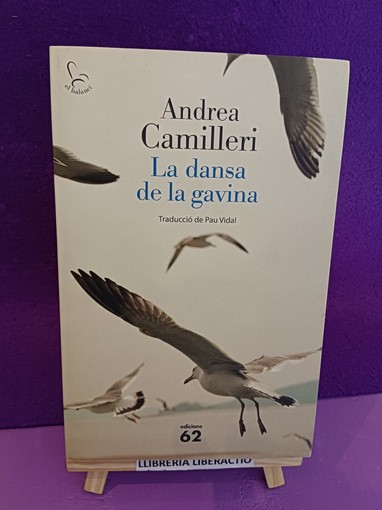 el balancí
Andrea
Camilleri
La dansa
de la gavina
Traducció de Pau Vidal
edicions
62
LLIBRERIA LIBERACTIO